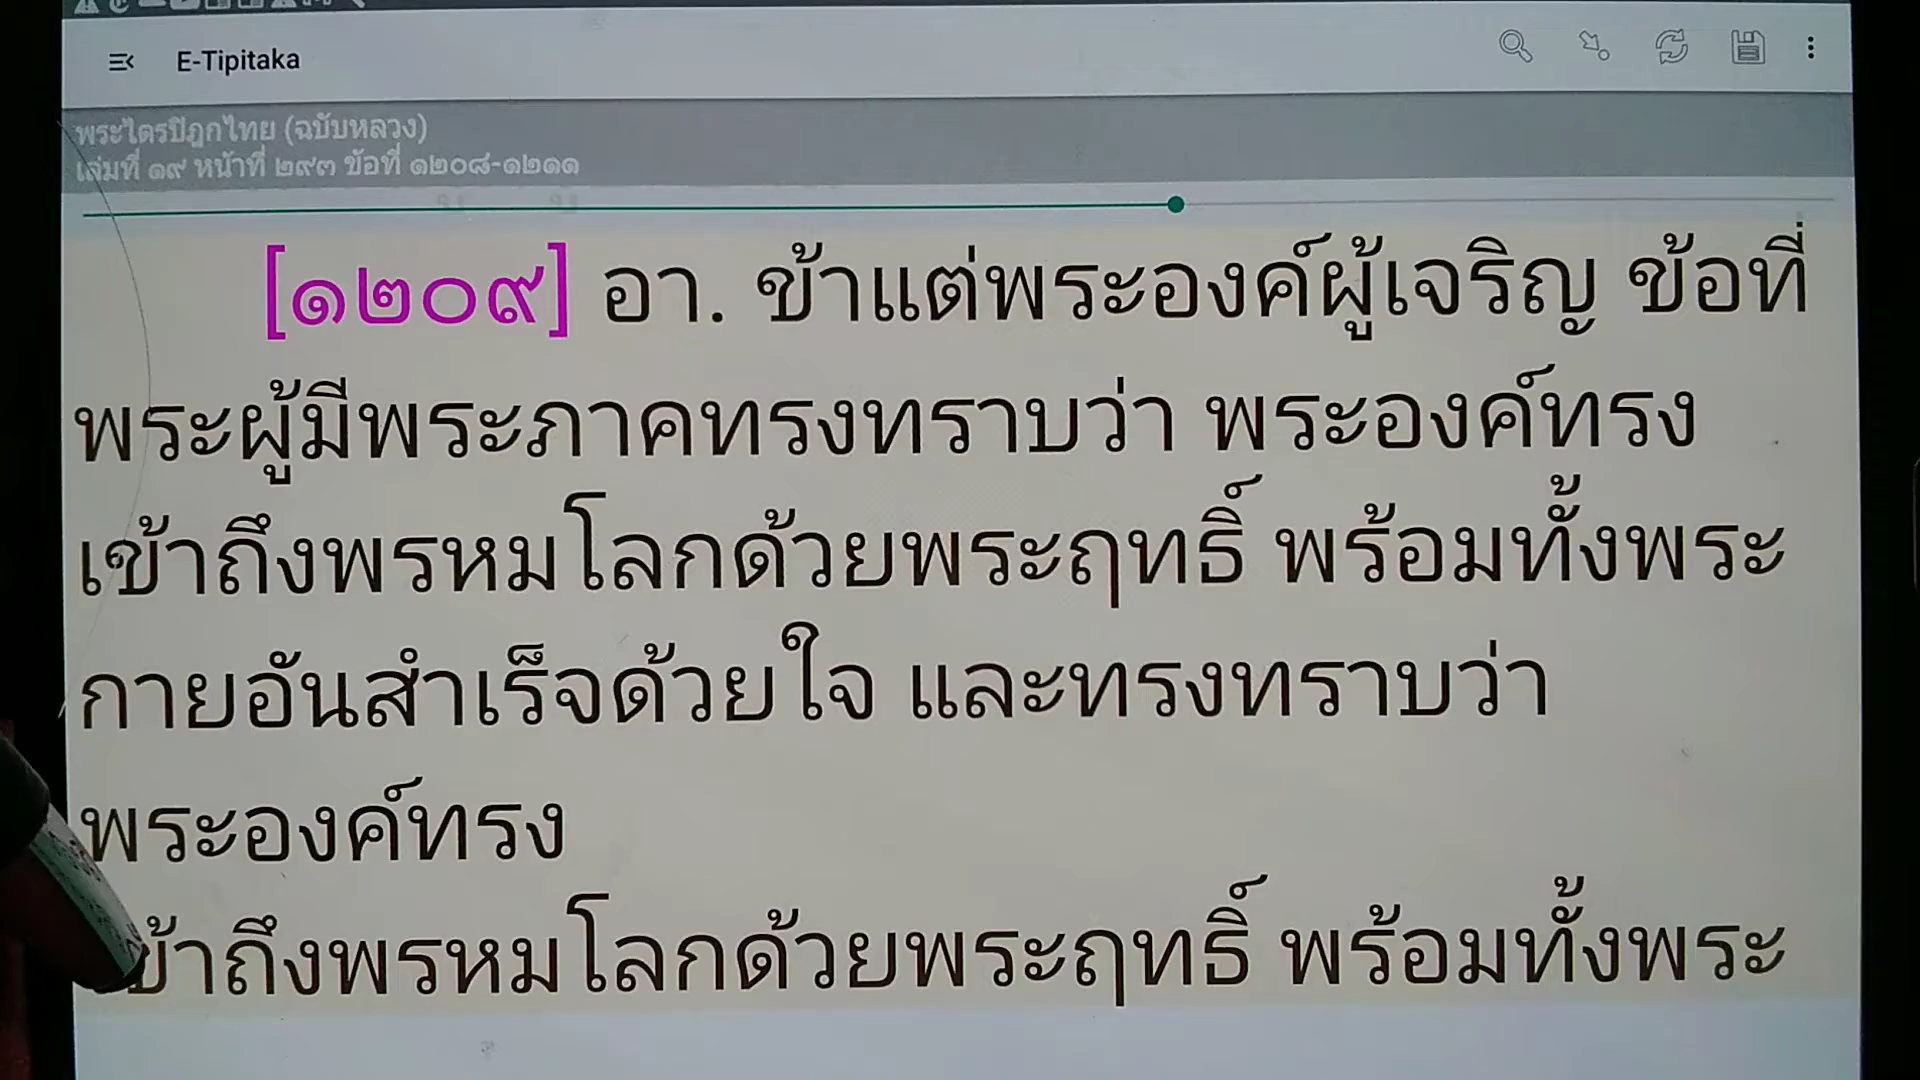 E-Tipitaka
พระไตรปิฎกไทย (ฉบับหลวง)
เล่มที่ ๑๙ หน้าที่ ๒๙๓ ข้อที่ ๑๒๐๘-๑๒๑๑
[๑๒๐๙] อา. ข้าแต่พระองค์ผู้เจริญ ข้อที่
พระผู้มีพระภาคทรงทราบว่า พระองค์ทรง
เข้าถึงพรหมโลกด้วยพระฤทธิ์ พร้อมทั้งพระ
กายอันสำเร็จด้วยใจ และทรงทราบว่า
พระองค์ทรง
ข้าถึงพรหมโลกด้วยพระฤทธิ์ พร้อมทั้งพระ